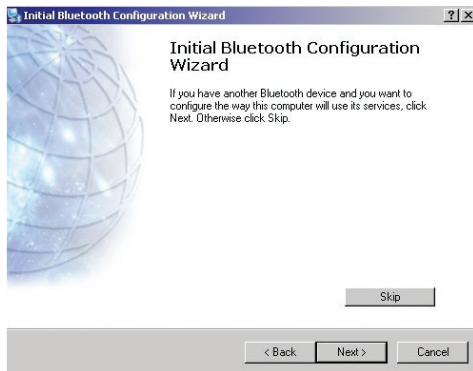 Initial Bluetooth Configuration Wizard
? X
Initial Bluetooth Configuration
Wizard
If you have another Bluetooth device and you want to
configure the way this computer will use its services, click
Next. Otherwise click Skip.
Skip
< Back Next > Cancel